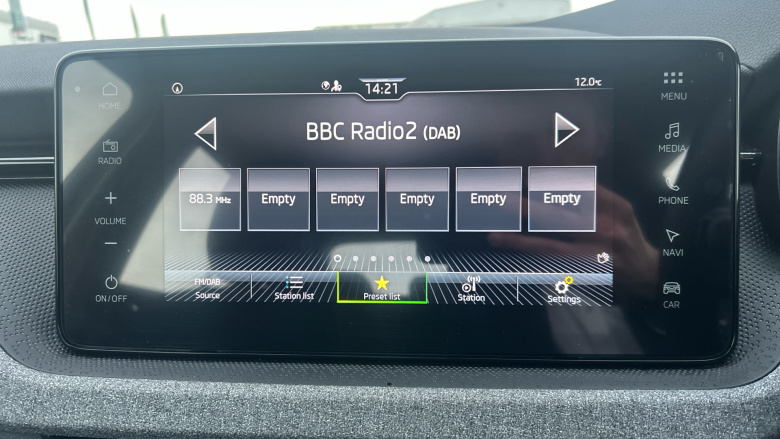 HOME
RADIO
+
VOLUME
−
ON/OFF
14:21
12.0°C
BBC Radio2 (DAB)
88.3 MHz
Empty
Empty
Empty
Empty
Empty
FM/DAB
Source
Station list
Preset list
Station
Settings
MENU
MEDIA
PHONE
NAVI
CAR